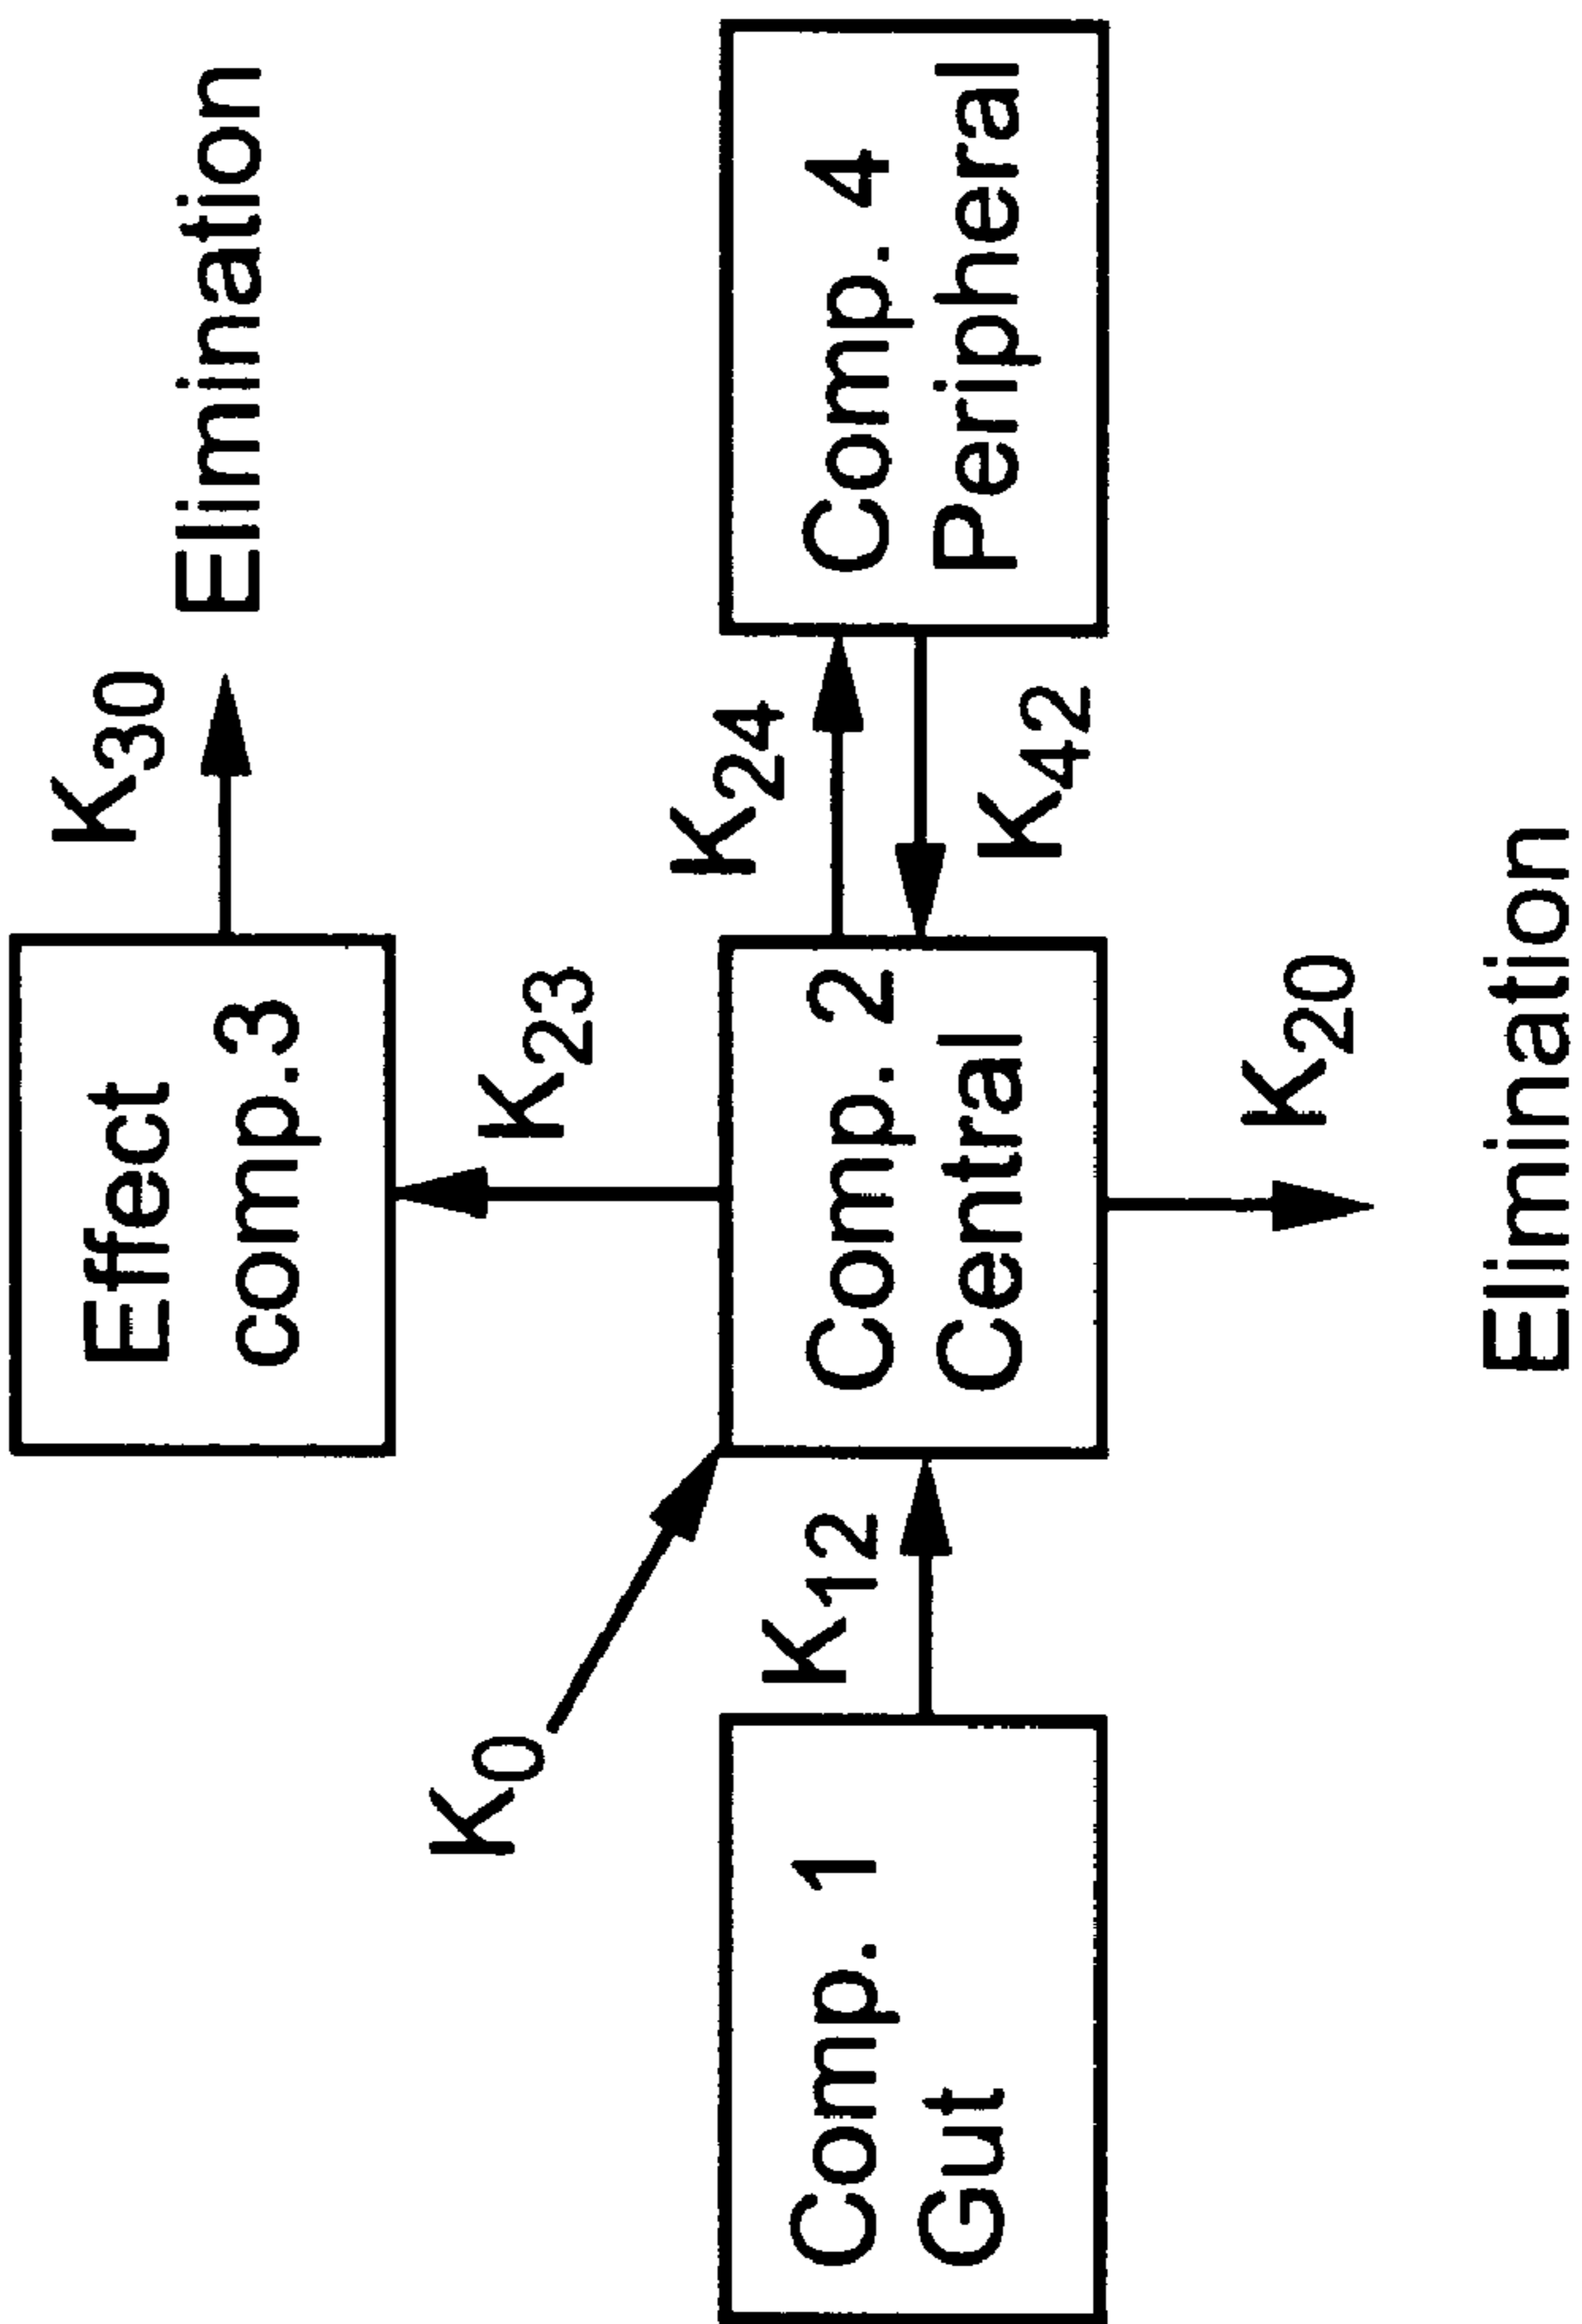 Effect
comp.3
K30
Elimination
K23
K0
Comp. 1
Gut
K12
Comp. 2
Central
K24
K42
Comp. 4
Peripheral
K20
Elimination